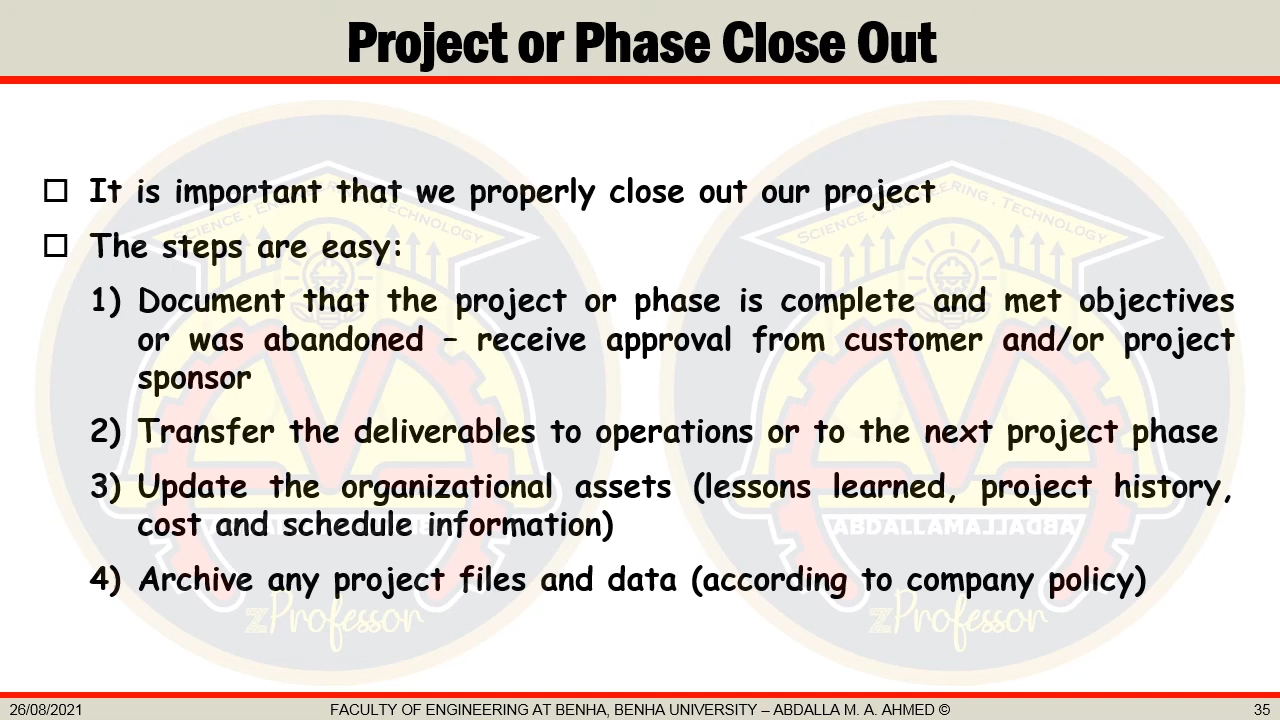 Project or Phase Close Out
It is important that we properly close out our project
The steps are easy:
1) Document that the project or phase is complete and met objectives
or was abandoned – receive approval from customer and/or project
sponsor
2) Transfer the deliverables to operations or to the next project phase
3) Update the organizational assets (lessons learned, project history,
cost and schedule information)
4) Archive any project files and data (according to company policy)
zProfessor
zProfessor
26/08/2021
FACULTY OF ENGINEERING AT BENHA, BENHA UNIVERSITY – ABDALLA M. A. AHMED ©
35